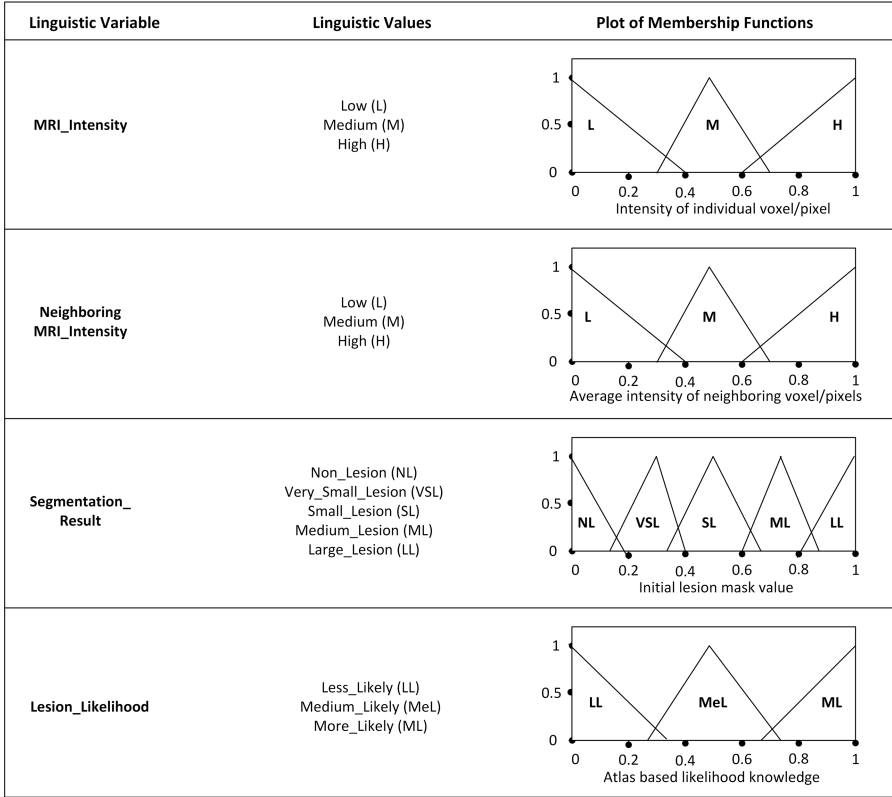 Linguistic Variable Linguistic Values Plot of Membership Functions
MRI_Intensity
Low (L)
Medium (M)
High (H)
1
0.5
0
L M H
0 0.2 0.4 0.6 0.8 1
Intensity of individual voxel/pixel
Neighboring
MRI_Intensity
Low (L)
Medium (M)
High (H)
1
0.5
0
L M H
0 0.2 0.4 0.6 0.8 1
Average intensity of neighboring voxel/pixels
Segmentation_
Result
Non_Lesion (NL)
Very_Small_Lesion (VSL)
Small_Lesion (SL)
Medium_Lesion (ML)
Large_Lesion (LL)
1
0.5
0
NL VSL SL ML LL
0 0.2 0.4 0.6 0.8 1
Initial lesion mask value
Lesion_Likelihood
Less_Likely (LL)
Medium_Likely (MeL)
More_Likely (ML)
1
0.5
0
LL MeL ML
0 0.2 0.4 0.6 0.8 1
Atlas based likelihood knowledge